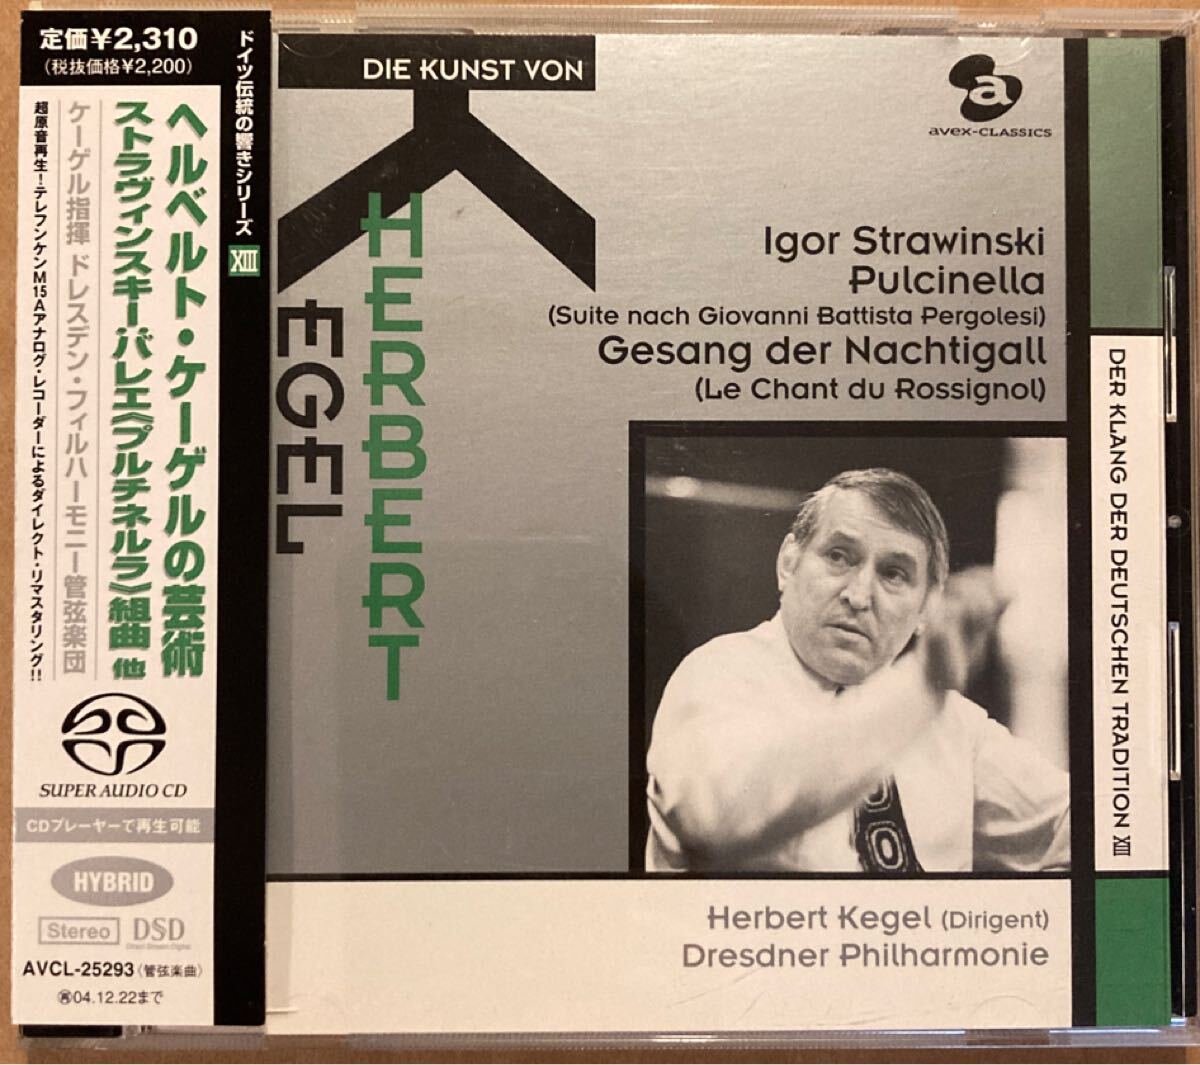 定価¥2,310
(税抜価格¥2,200)
ドイツ伝統の響きシリーズ XIII
ヘルベルト・ケーゲルの芸術
ストラヴィンスキー:バレエ《プルチネルラ》組曲 他
ケーゲル指揮 ドレスデン・フィルハーモニー管弦楽団
超原音再生!テレフンケンM15Aアナログ・レコーダーによるダイレクト・リマスタリング!!
SUPER AUDIO CD
CDプレーヤーで再生可能
HYBRID
Stereo DSD
Direct Stream Digital
AVCL-25293〈管弦楽曲〉
㊢04.12.22まで
DIE KUNST VON
HERBERT
KEGEL
a
avex-CLASSICS
Igor Strawinski
Pulcinella
(Suite nach Giovanni Battista Pergolesi)
Gesang der Nachtigall
(Le Chant du Rossignol)
DER KLANG DER DEUTSCHEN TRADITION XIII
Herbert Kegel (Dirigent)
Dresdner Philharmonie